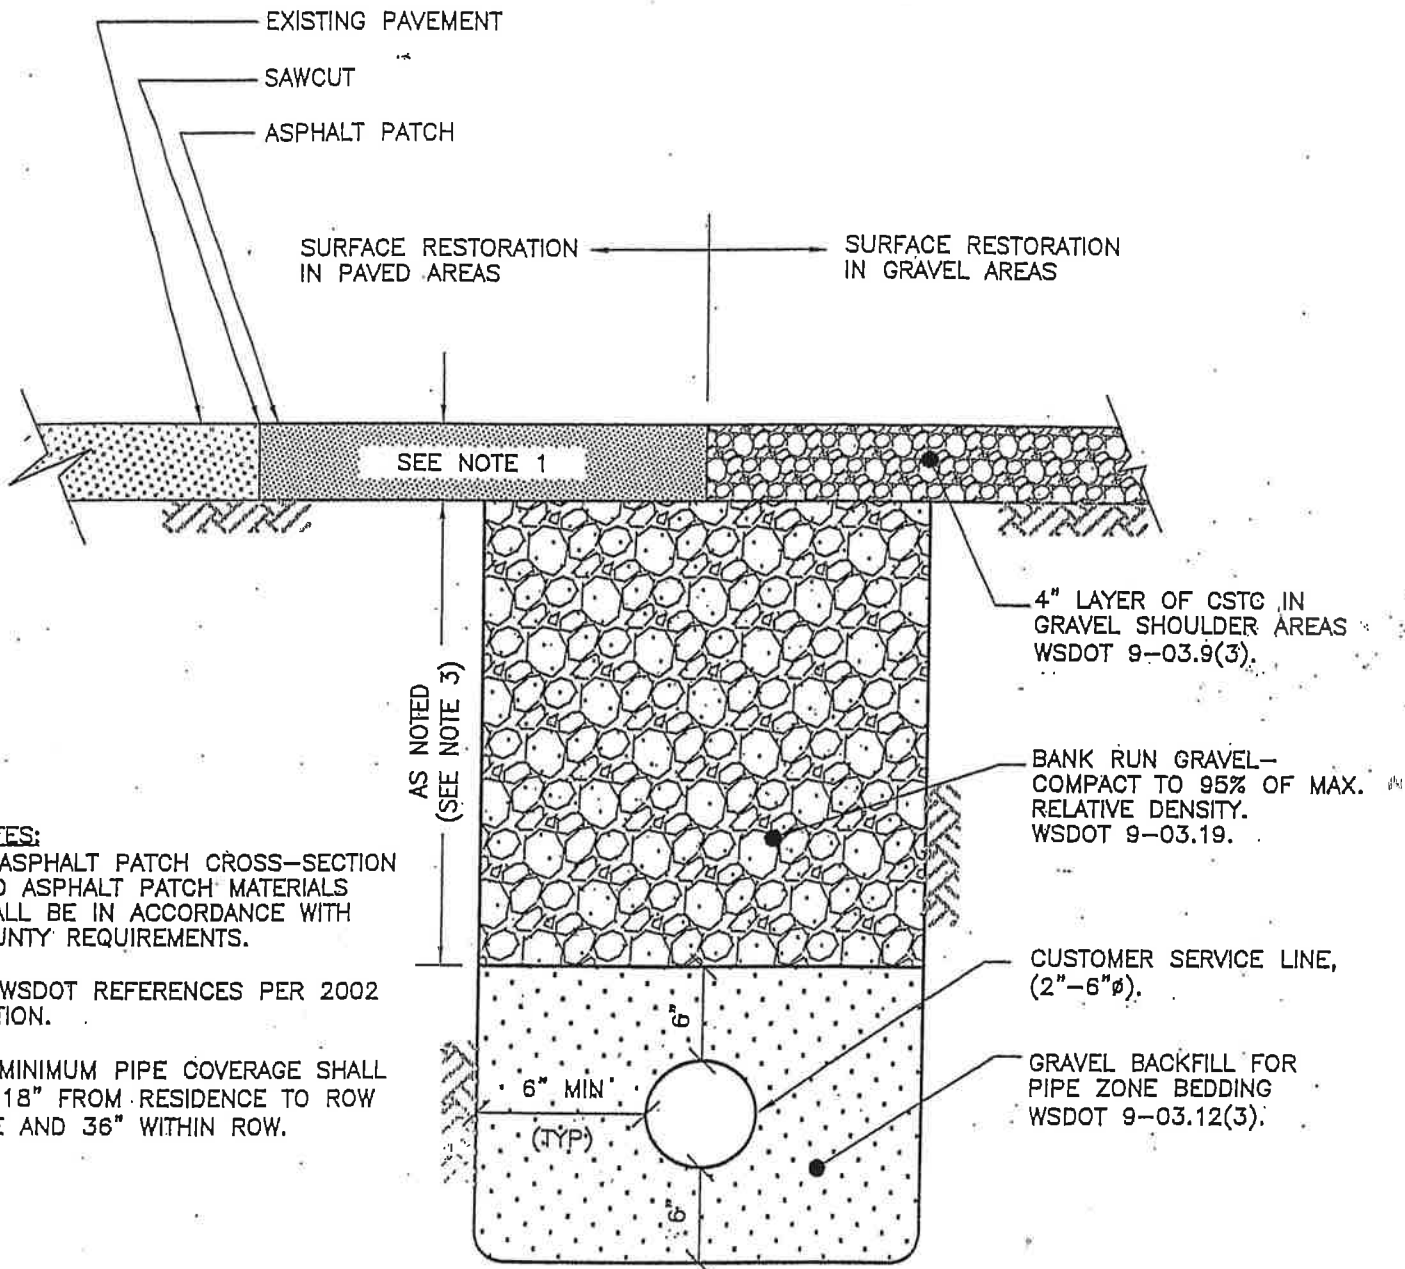 EXISTING PAVEMENT
SAWCUT
ASPHALT PATCH
SURFACE RESTORATION
IN PAVED AREAS
SURFACE RESTORATION
IN GRAVEL AREAS
SEE NOTE 1
4" LAYER OF CSTC IN
GRAVEL SHOULDER AREAS
WSDOT 9-03.9(3).
AS NOTED
(SEE NOTE 3)
BANK RUN GRAVEL-
COMPACT TO 95% OF MAX.
RELATIVE DENSITY.
WSDOT 9-03.19.
TES:
ASPHALT PATCH CROSS-SECTION
D ASPHALT PATCH MATERIALS
ALL BE IN ACCORDANCE WITH
UNTY REQUIREMENTS.
WSDOT REFERENCES PER 2002
TION.
MINIMUM PIPE COVERAGE SHALL
18" FROM RESIDENCE TO ROW
E AND 36" WITHIN ROW.
CUSTOMER SERVICE LINE,
(2"-6"ø).
6"
6" MIN
(TYP)
6"
GRAVEL BACKFILL FOR
PIPE ZONE BEDDING
WSDOT 9-03.12(3).